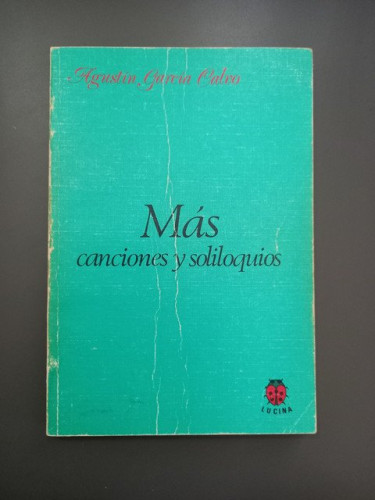 Agustín García Calvo
Más
canciones y soliloquios
LUCINA